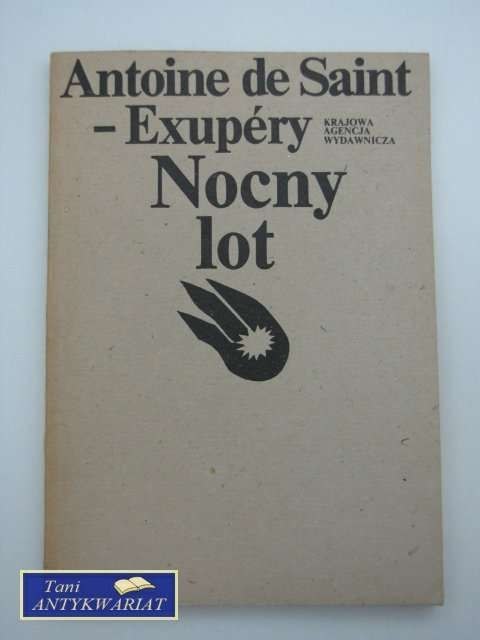 Antoine de Saint
- Exupéry
KRAJOWA
AGENCJA
WYDAWNICZA
Nocny
lot
Tani
ANTYKWARIAT